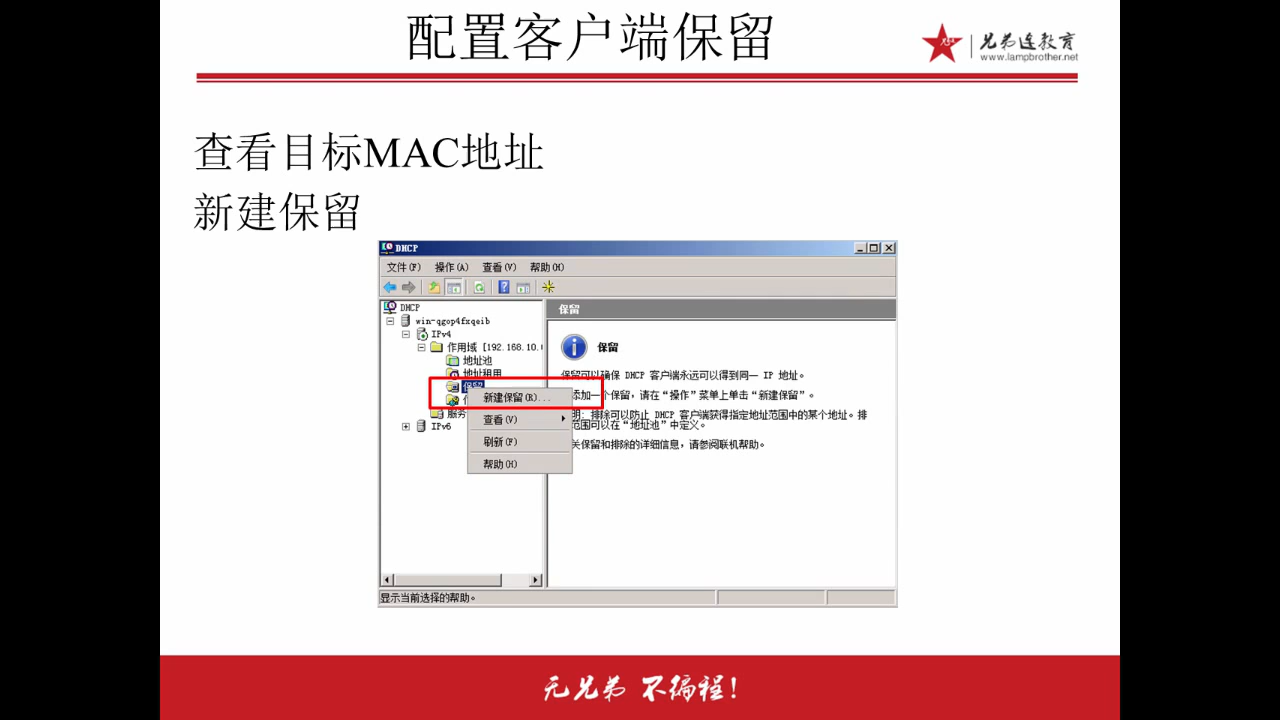 配置客户端保留
兄弟连教育
www.lampbrother.net
查看目标MAC地址
新建保留
DHCP
文件(F) 操作(A) 查看(V) 帮助(H)
DHCP
win-qgop4fxqeib
IPv4
作用域 [192.168.10.
地址池
地址租用
保留
服务
IPv6
新建保留(R)...
查看(V)
刷新(F)
帮助(H)
保留
保留
保留可以确保 DHCP 客户端永远可以得到同一 IP 地址。
添加一个保留，请在“操作”菜单上单击“新建保留”。
明: 排除可以防止 DHCP 客户端获得指定地址范围中的某个地址。排
范围可以在“地址池”中定义。
关保留和排除的详细信息，请参阅联机帮助。
显示当前选择的帮助。
无兄弟 不编程！